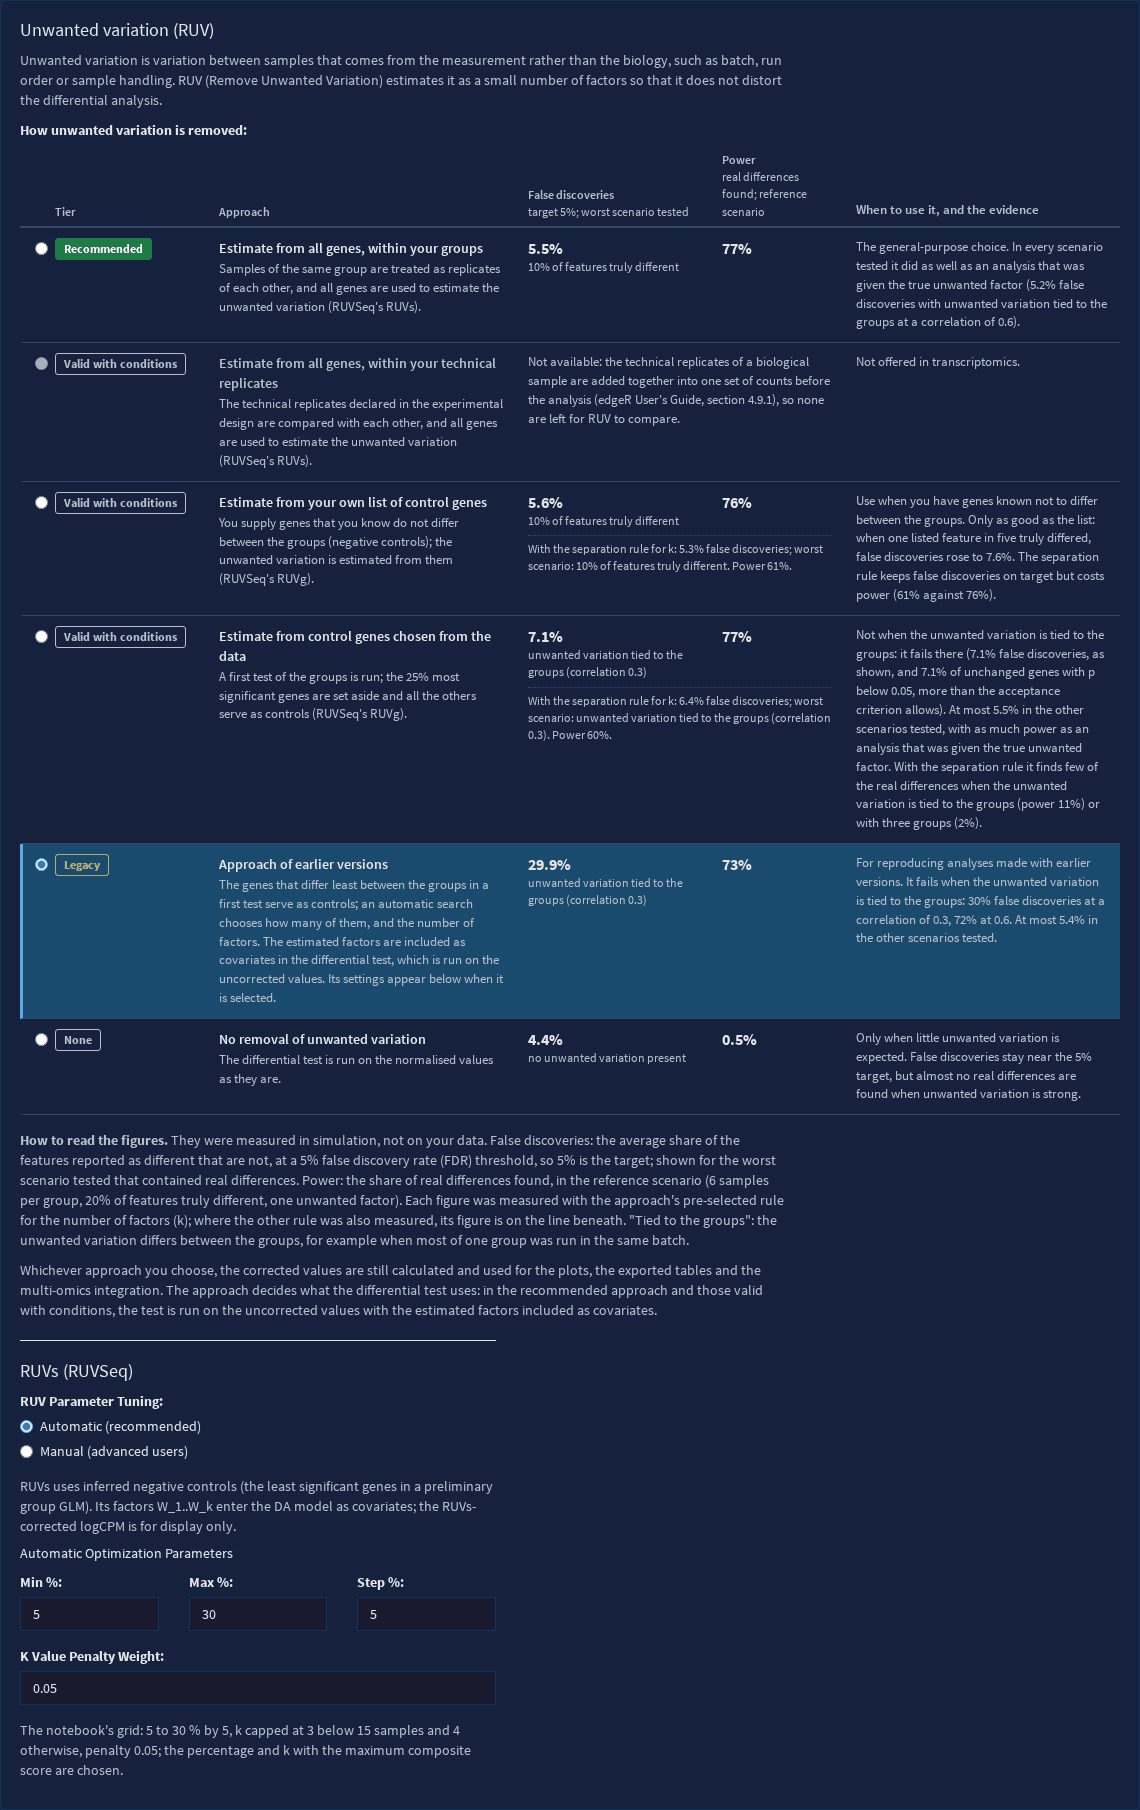 Unwanted variation (RUV)
Unwanted variation is variation between samples that comes from the measurement rather than the biology, such as batch, run
order or sample handling. RUV (Remove Unwanted Variation) estimates it as a small number of factors so that it does not distort
the differential analysis.
How unwanted variation is removed:
Tier
Approach
False discoveries
target 5%; worst scenario tested
Power
real differences
found; reference
scenario
When to use it, and the evidence
Recommended
Estimate from all genes, within your groups
Samples of the same group are treated as replicates
of each other, and all genes are used to estimate the
unwanted variation (RUVSeq's RUVs).
5.5%
10% of features truly different
77%
The general-purpose choice. In every scenario
tested it did as well as an analysis that was
given the true unwanted factor (5.2% false
discoveries with unwanted variation tied to the
groups at a correlation of 0.6).
Valid with conditions
Estimate from all genes, within your technical
replicates
The technical replicates declared in the experimental
design are compared with each other, and all genes
are used to estimate the unwanted variation
(RUVSeq's RUVs).
Not available: the technical replicates of a biological
sample are added together into one set of counts before
the analysis (edgeR User's Guide, section 4.9.1), so none
are left for RUV to compare.
Not offered in transcriptomics.
Valid with conditions
Estimate from your own list of control genes
You supply genes that you know do not differ
between the groups (negative controls); the
unwanted variation is estimated from them
(RUVSeq's RUVg).
5.6%
10% of features truly different
76%
With the separation rule for k: 5.3% false discoveries; worst
scenario: 10% of features truly different. Power 61%.
Use when you have genes known not to differ
between the groups. Only as good as the list:
when one listed feature in five truly differed,
false discoveries rose to 7.6%. The separation
rule keeps false discoveries on target but costs
power (61% against 76%).
Valid with conditions
Estimate from control genes chosen from the
data
A first test of the groups is run; the 25% most
significant genes are set aside and all the others
serve as controls (RUVSeq's RUVg).
7.1%
unwanted variation tied to the
groups (correlation 0.3)
77%
With the separation rule for k: 6.4% false discoveries; worst
scenario: unwanted variation tied to the groups (correlation
0.3). Power 60%.
Not when the unwanted variation is tied to the
groups: it fails there (7.1% false discoveries, as
shown, and 7.1% of unchanged genes with p
below 0.05, more than the acceptance
criterion allows). At most 5.5% in the other
scenarios tested, with as much power as an
analysis that was given the true unwanted
factor. With the separation rule it finds few of
the real differences when the unwanted
variation is tied to the groups (power 11%) or
with three groups (2%).
Legacy
Approach of earlier versions
The genes that differ least between the groups in a
first test serve as controls; an automatic search
chooses how many of them, and the number of
factors. The estimated factors are included as
covariates in the differential test, which is run on the
uncorrected values. Its settings appear below when it
is selected.
29.9%
unwanted variation tied to the
groups (correlation 0.3)
73%
For reproducing analyses made with earlier
versions. It fails when the unwanted variation
is tied to the groups: 30% false discoveries at a
correlation of 0.3, 72% at 0.6. At most 5.4% in
the other scenarios tested.
None
No removal of unwanted variation
The differential test is run on the normalised values
as they are.
4.4%
no unwanted variation present
0.5%
Only when little unwanted variation is
expected. False discoveries stay near the 5%
target, but almost no real differences are
found when unwanted variation is strong.
How to read the figures. They were measured in simulation, not on your data. False discoveries: the average share of the
features reported as different that are not, at a 5% false discovery rate (FDR) threshold, so 5% is the target; shown for the worst
scenario tested that contained real differences. Power: the share of real differences found, in the reference scenario (6 samples
per group, 20% of features truly different, one unwanted factor). Each figure was measured with the approach's pre-selected rule
for the number of factors (k); where the other rule was also measured, its figure is on the line beneath. "Tied to the groups": the
unwanted variation differs between the groups, for example when most of one group was run in the same batch.
Whichever approach you choose, the corrected values are still calculated and used for the plots, the exported tables and the
multi-omics integration. The approach decides what the differential test uses: in the recommended approach and those valid
with conditions, the test is run on the uncorrected values with the estimated factors included as covariates.
RUVs (RUVSeq)
RUV Parameter Tuning:
Automatic (recommended)
Manual (advanced users)
RUVs uses inferred negative controls (the least significant genes in a preliminary
group GLM). Its factors W_1..W_k enter the DA model as covariates; the RUVs-
corrected logCPM is for display only.
Automatic Optimization Parameters
Min %:
Max %:
Step %:
5
30
5
K Value Penalty Weight:
0.05
The notebook's grid: 5 to 30 % by 5, k capped at 3 below 15 samples and 4
otherwise, penalty 0.05; the percentage and k with the maximum composite
score are chosen.